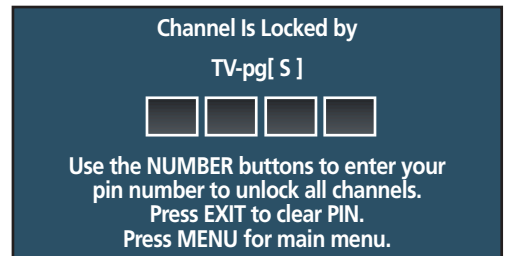 Channel Is Locked by
TV-pg[ S ]
Use the NUMBER buttons to enter your
pin number to unlock all channels.
Press EXIT to clear PIN.
Press MENU for main menu.